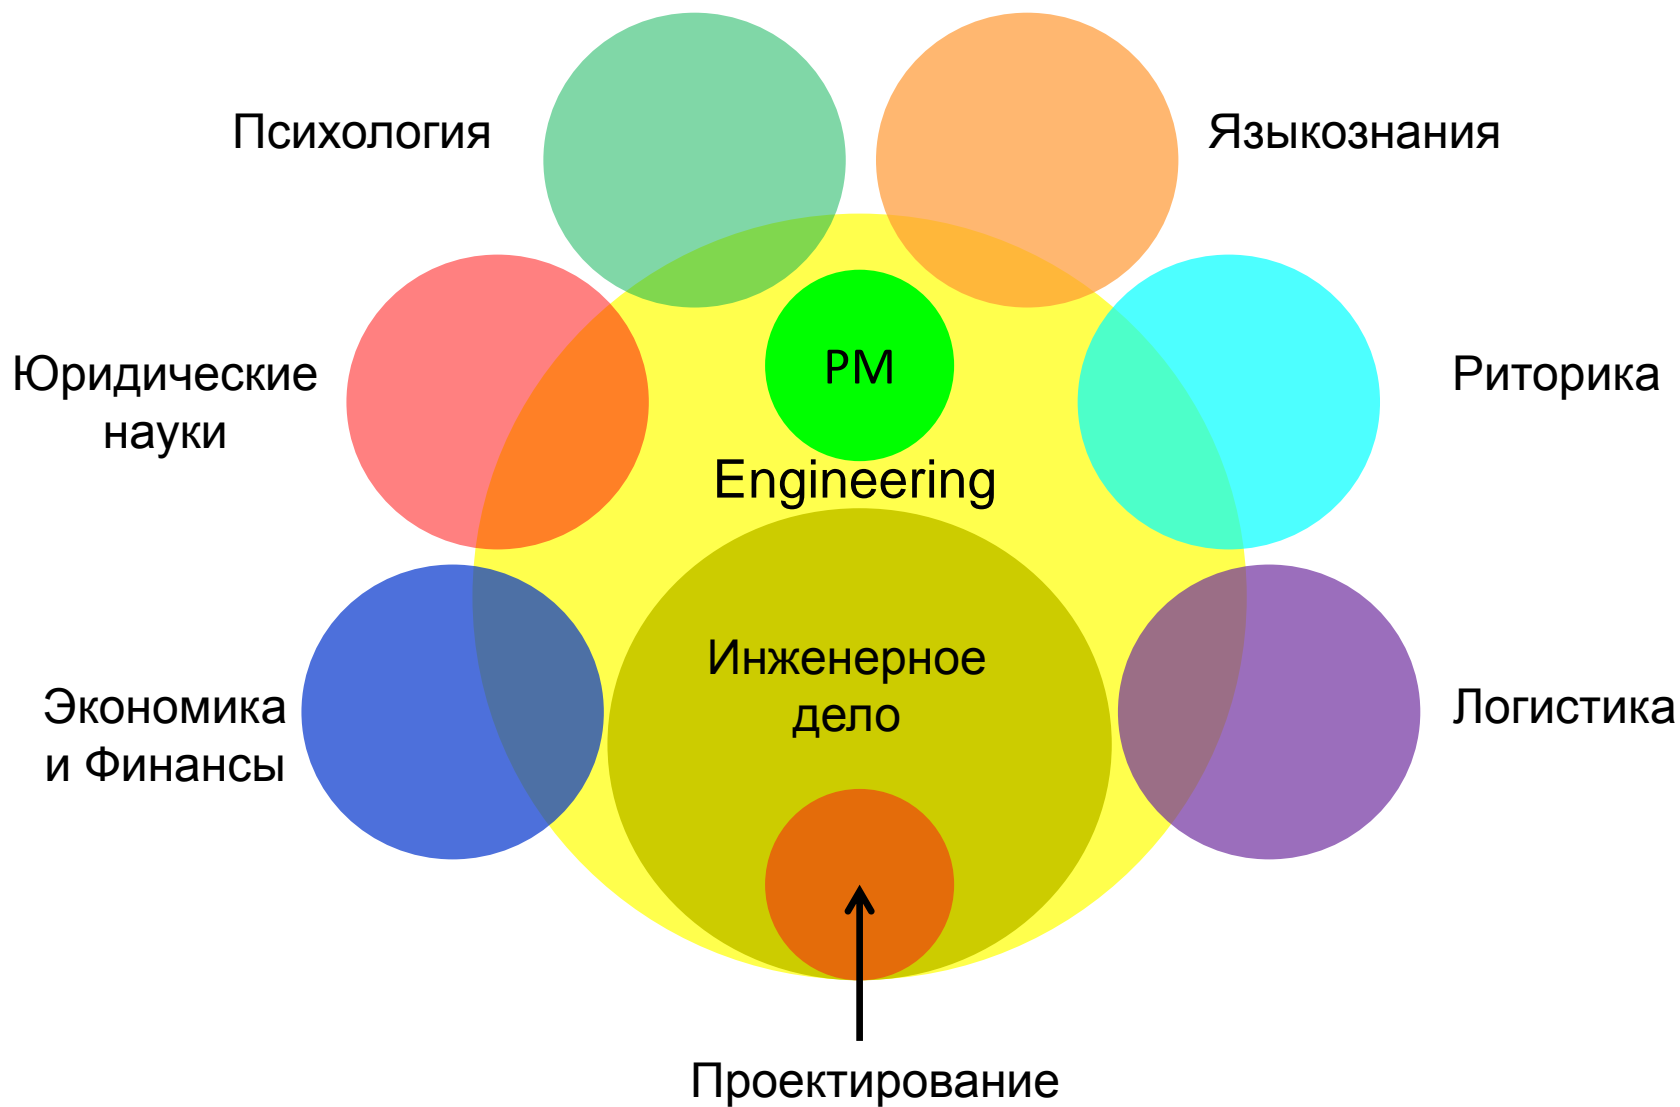 Психология
Языкознания
Юридические
науки
PM
Риторика
Engineering
Инженерное
дело
Экономика
и Финансы
Логистика
Проектирование